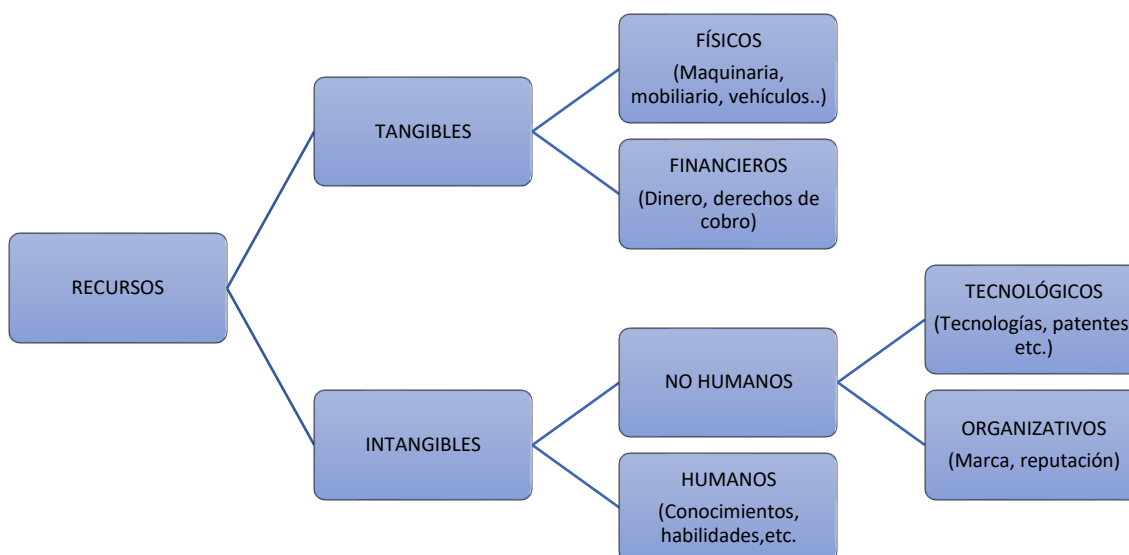 RECURSOS
TANGIBLES
FÍSICOS
(Maquinaria,
mobiliario, vehículos..)
FINANCIEROS
(Dinero, derechos de
cobro)
INTANGIBLES
NO HUMANOS
TECNOLÓGICOS
(Tecnologías, patentes
etc.)
ORGANIZATIVOS
(Marca, reputación)
HUMANOS
(Conocimientos,
habilidades,etc.